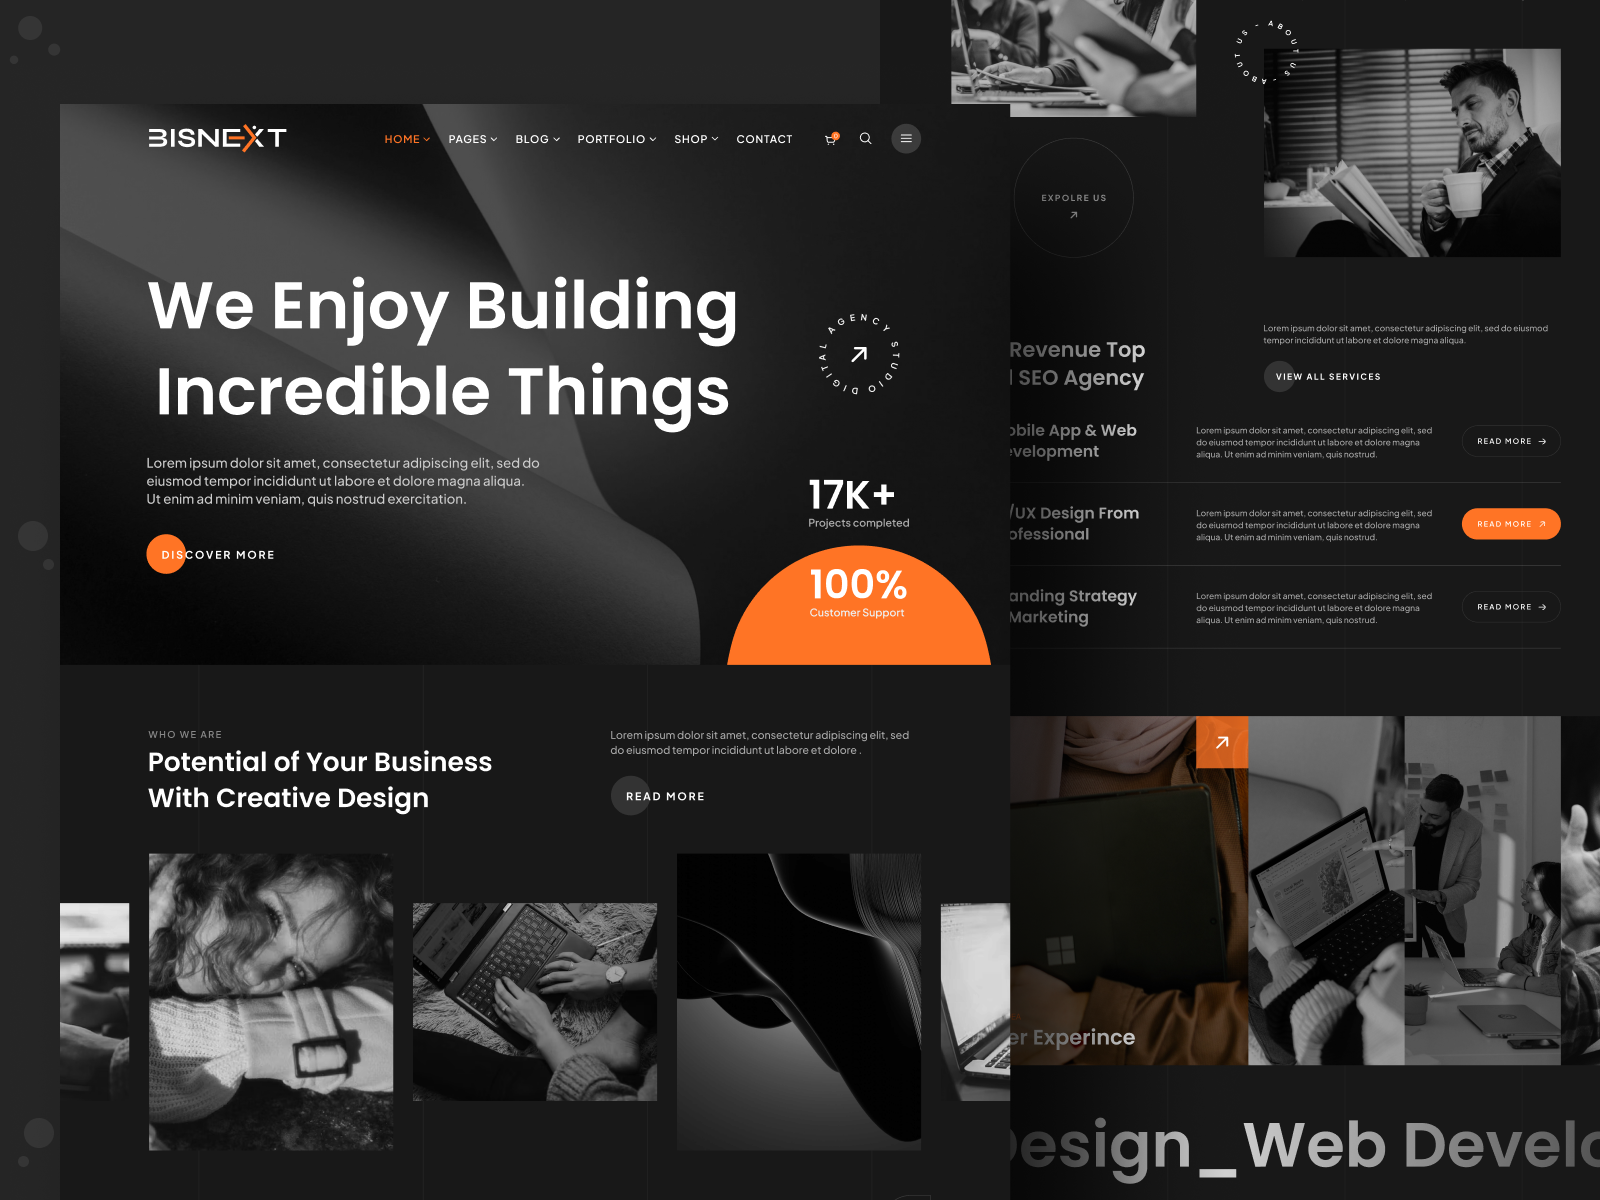 BISNEXT
HOME PAGES BLOG PORTFOLIO SHOP CONTACT
0
We Enjoy Building
Incredible Things
DIGITAL AGENCY STUDIO
Lorem ipsum dolor sit amet, consectetur adipiscing elit, sed do
eiusmod tempor incididunt ut labore et dolore magna aliqua.
Ut enim ad minim veniam, quis nostrud exercitation.
DISCOVER MORE
17K+
Projects completed
100%
Customer Support
WHO WE ARE
Potential of Your Business
With Creative Design
Lorem ipsum dolor sit amet, consectetur adipiscing elit, sed
do eiusmod tempor incididunt ut labore et dolore .
READ MORE
ABOUT US - ABOUT US -
EXPOLRE US
Revenue Top
SEO Agency
Lorem ipsum dolor sit amet, consectetur adipiscing elit, sed do eiusmod
tempor incididunt ut labore et dolore magna aliqua.
VIEW ALL SERVICES
obile App & Web
evelopment
Lorem ipsum dolor sit amet, consectetur adipiscing elit, sed
do eiusmod tempor incididunt ut labore et dolore magna
aliqua. Ut enim ad minim veniam, quis nostrud.
READ MORE
/UX Design From
ofessional
Lorem ipsum dolor sit amet, consectetur adipiscing elit, sed
do eiusmod tempor incididunt ut labore et dolore magna
aliqua. Ut enim ad minim veniam, quis nostrud.
READ MORE
anding Strategy
Marketing
Lorem ipsum dolor sit amet, consectetur adipiscing elit, sed
do eiusmod tempor incididunt ut labore et dolore magna
aliqua. Ut enim ad minim veniam, quis nostrud.
READ MORE
er Experince
Design_Web Develo